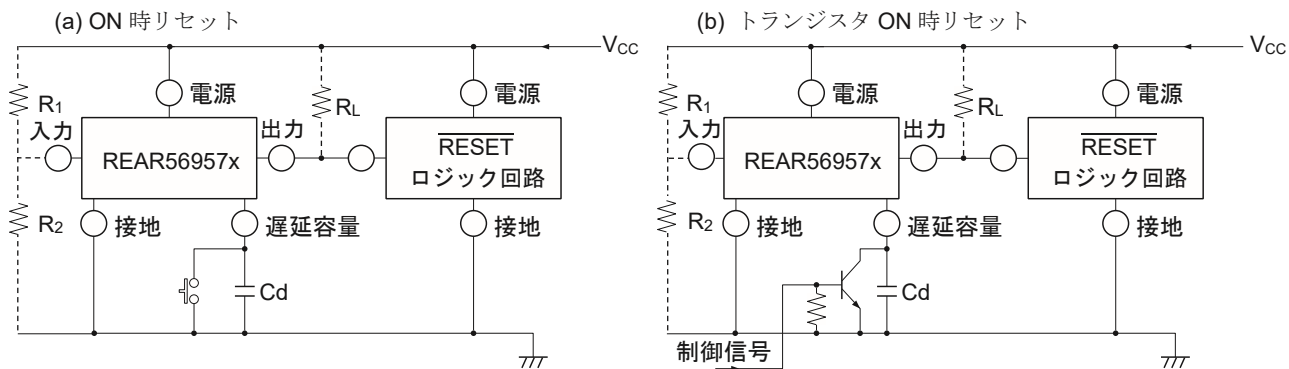 (a) ON 時リセット
VCC
R1
電源
RL
電源
入力
REAR56957x
出力
RESET
ロジック回路
R2
接地
遅延容量
接地
Cd
(b) トランジスタ ON 時リセット
VCC
R1
電源
RL
電源
入力
REAR56957x
出力
RESET
ロジック回路
R2
接地
遅延容量
接地
Cd
制御信号